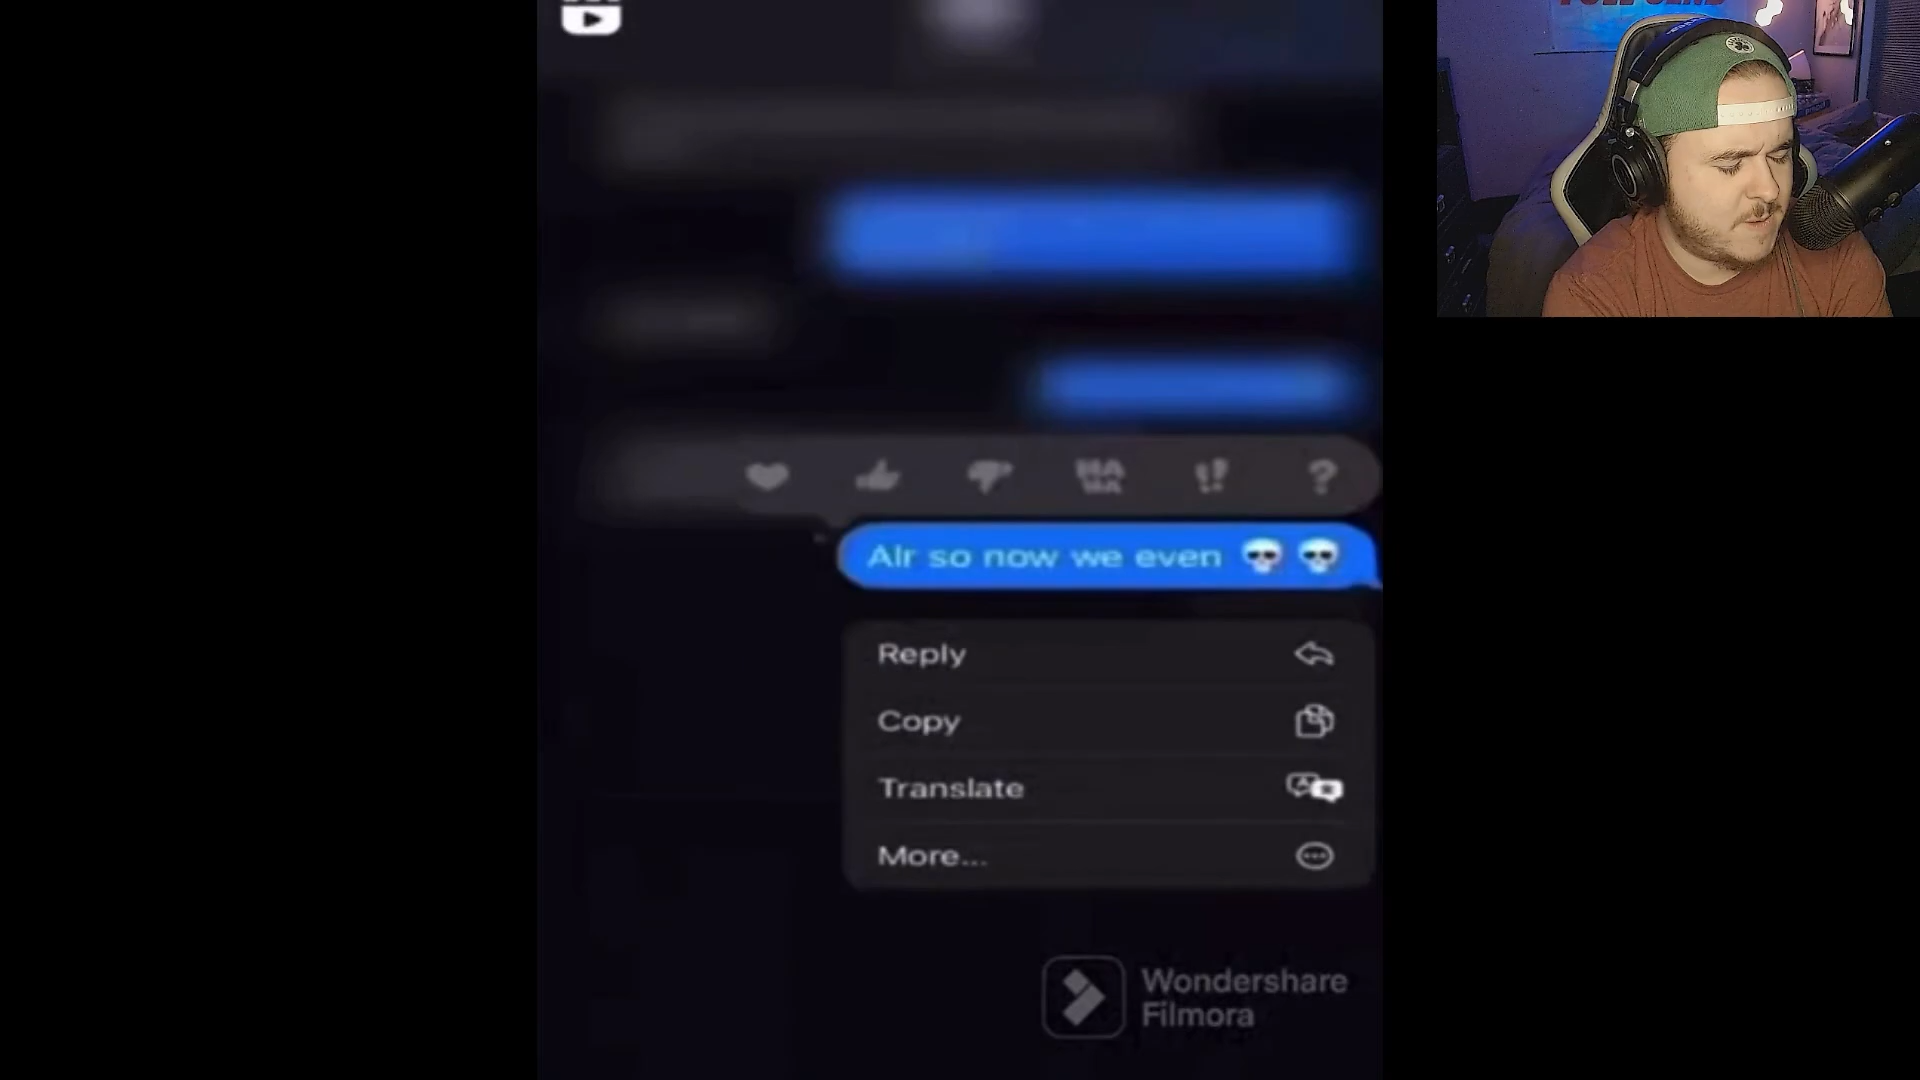 Alr so now we even 💀 💀
Reply
Copy
Translate
More...
Wondershare
Filmora